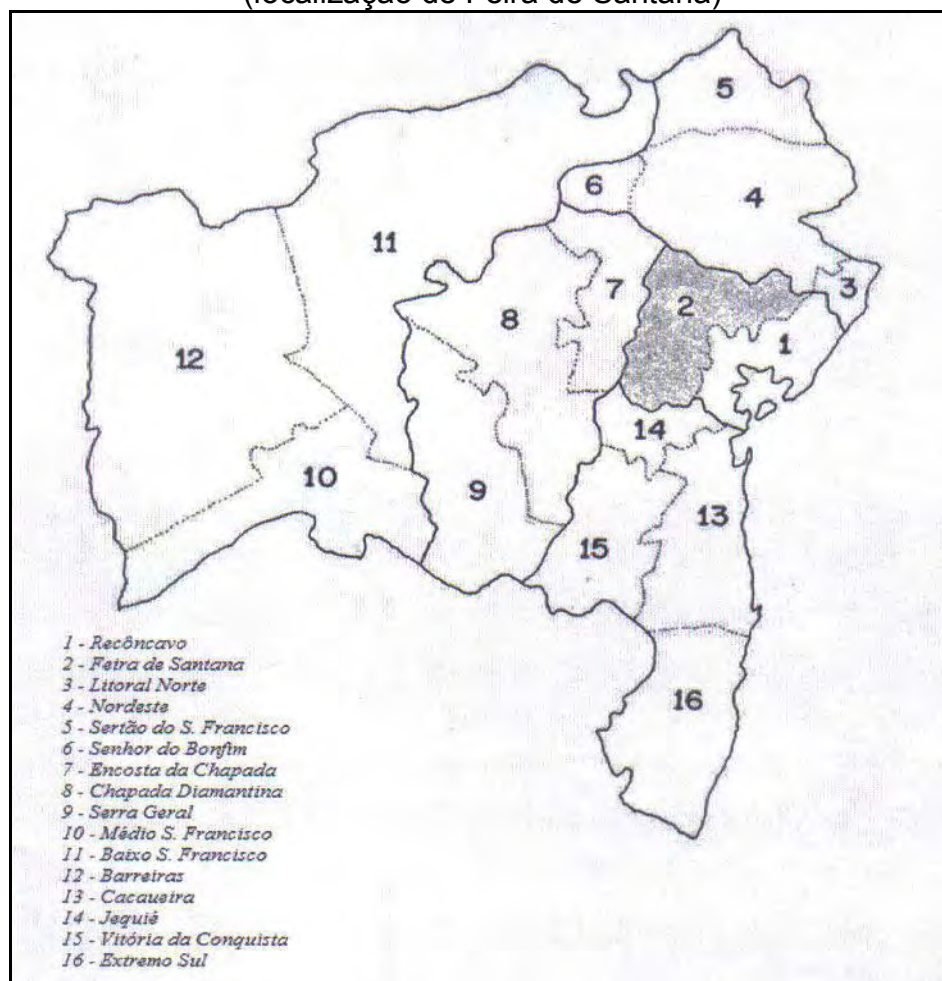 (localização de Feira de Santana)
5
6
4
11
7
3
2
8
12
1
14
10
9
13
15
16
1 - Recôncavo
2 - Feira de Santana
3 - Litoral Norte
4 - Nordeste
5 - Sertão do S. Francisco
6 - Senhor do Bonfim
7 - Encosta da Chapada
8 - Chapada Diamantina
9 - Serra Geral
10 - Médio S. Francisco
11 - Baixo S. Francisco
12 - Barreiras
13 - Cacaueira
14 - Jequié
15 - Vitória da Conquista
16 - Extremo Sul